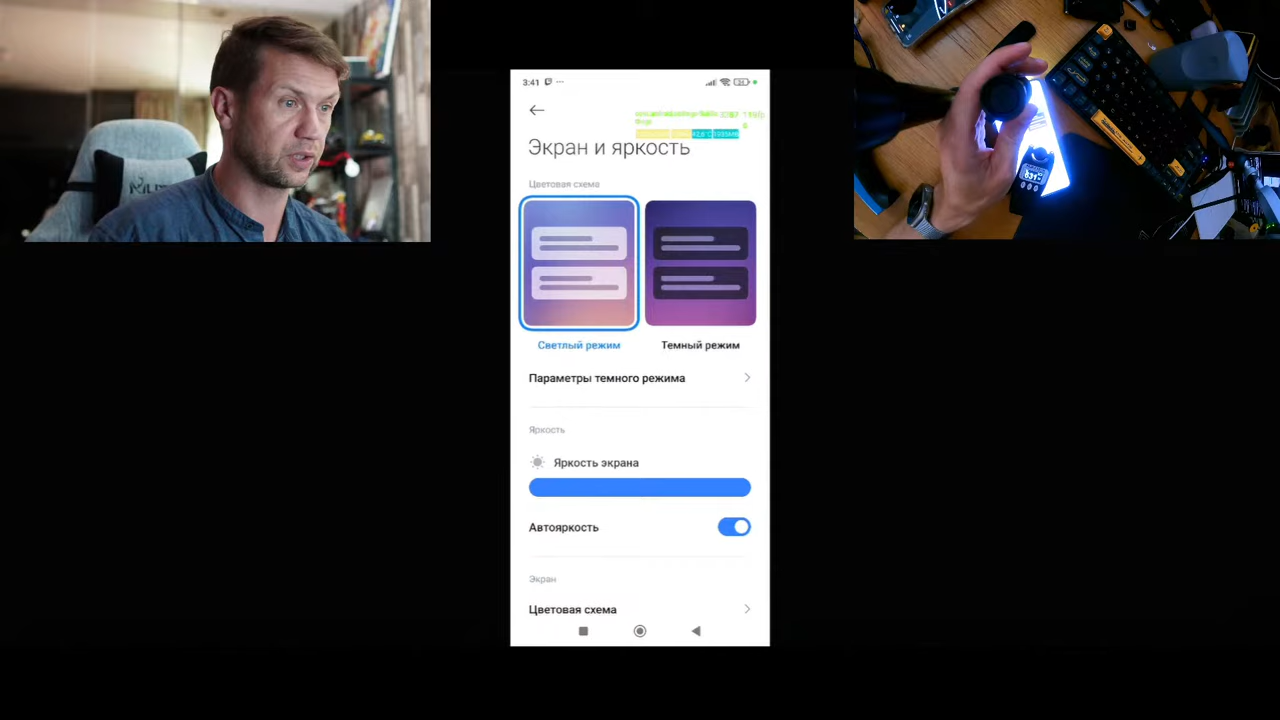 3:41
Экран и яркость
Цветовая схема
Светлый режим
Темный режим
Параметры темного режима
Яркость
Яркость экрана
Автояркость
Экран
Цветовая схема
631